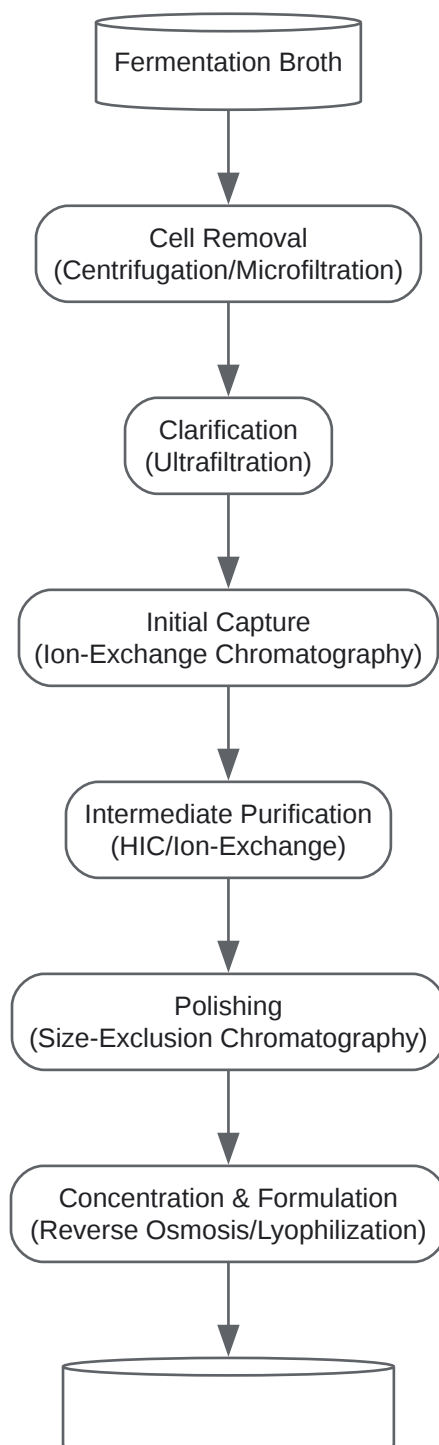 Fermentation Broth
Cell Removal
(Centrifugation/Microfiltration)
Clarification
(Ultrafiltration)
Initial Capture
(Ion-Exchange Chromatography)
Intermediate Purification
(HIC/Ion-Exchange)
Polishing
(Size-Exclusion Chromatography)
Concentration & Formulation
(Reverse Osmosis/Lyophilization)